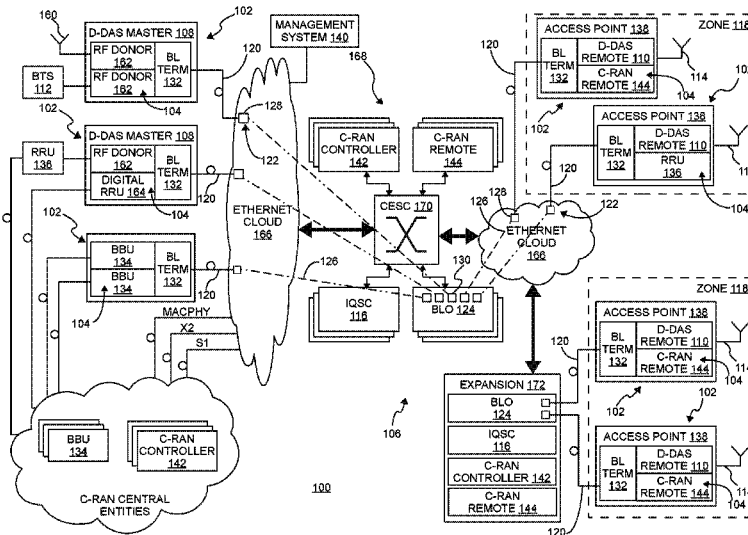 160
D-DAS MASTER 108
102
RF DONOR
162
BL
TERM
132
RF DONOR
162
104
BTS
112
120
MANAGEMENT
SYSTEM 140
168
128
122
102
D-DAS MASTER 108
RRU
136
RF DONOR
162
DIGITAL
RRU 164
BL
TERM
132
104
120
ETHERNET
CLOUD
166
C-RAN
CONTROLLER
142
C-RAN
REMOTE
144
CESC 170
102
BBU
134
BBU
134
BL
TERM
132
104
120
126
130
IQSC
116
BLO
124
MACPHY
X2
S1
BBU
134
C-RAN
CONTROLLER
142
C-RAN CENTRAL
ENTITIES
106
100
ZONE 118
ACCESS POINT 138
120
BL
TERM
132
D-DAS
REMOTE 110
C-RAN
REMOTE 144
114
104
102
ACCESS POINT 138
BL
TERM
132
D-DAS
REMOTE 110
RRU
136
104
120
128
126
122
ETHERNET
CLOUD
166
ZONE 118
ACCESS POINT 138
120
BL
TERM
132
D-DAS
REMOTE 110
C-RAN
REMOTE 144
104
102
102
EXPANSION 172
BLO
124
IQSC
116
C-RAN
CONTROLLER 142
C-RAN
REMOTE 144
ACCESS POINT 138
BL
TERM
132
D-DAS
REMOTE 110
C-RAN
REMOTE 144
104
120